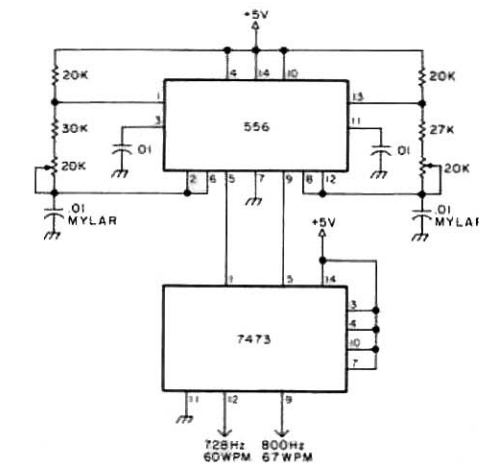 +5V
20K
20K
4 14 10
1
13
30K
3
556
11
27K
.01
.01
20K
20K
2 6 5 7 9 8 12
.01
MYLAR
.01
MYLAR
+5V
1 5 14
3
7473
4
10
7
11 12 9
728Hz
60WPM
800Hz
67WPM